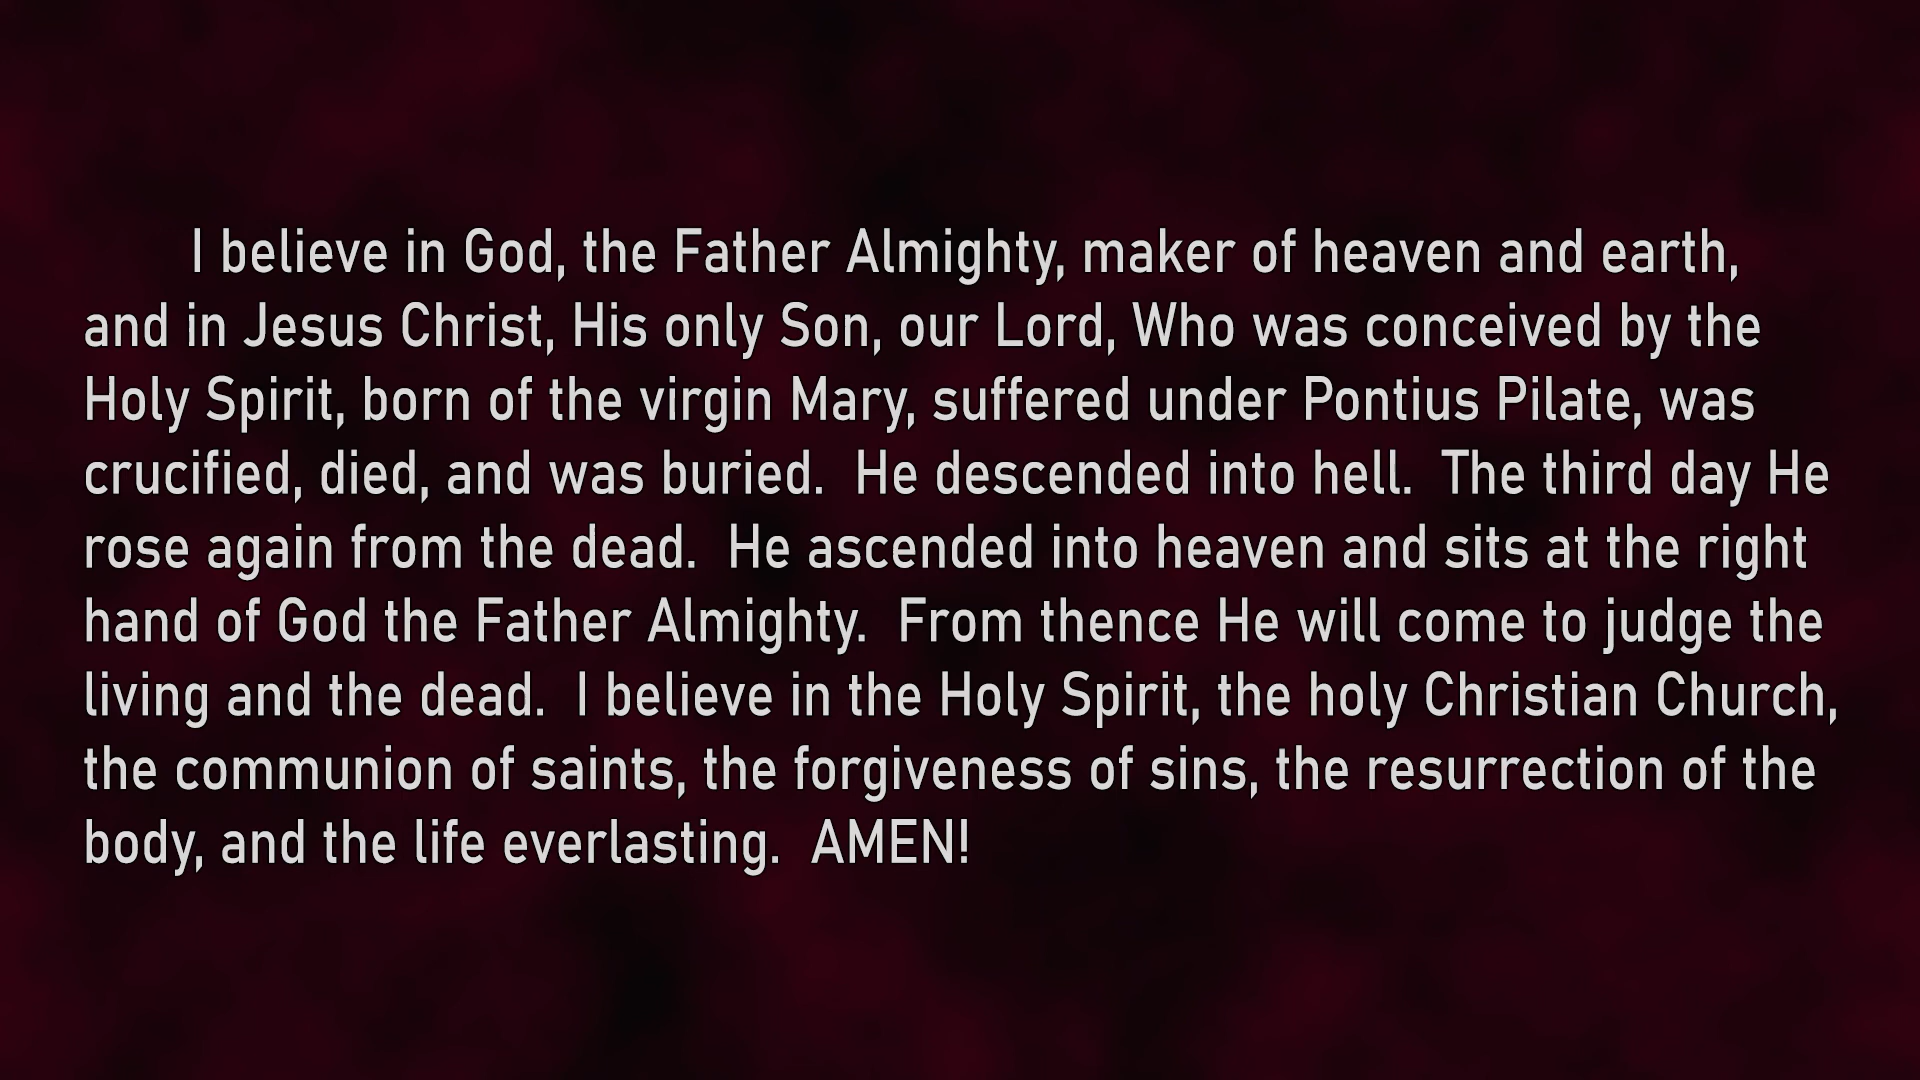 I believe in God, the Father Almighty, maker of heaven and earth,
and in Jesus Christ, His only Son, our Lord, Who was conceived by the
Holy Spirit, born of the virgin Mary, suffered under Pontius Pilate, was
crucified, died, and was buried.  He descended into hell.  The third day He
rose again from the dead.  He ascended into heaven and sits at the right
hand of God the Father Almighty.  From thence He will come to judge the
living and the dead.  I believe in the Holy Spirit, the holy Christian Church,
the communion of saints, the forgiveness of sins, the resurrection of the
body, and the life everlasting.  AMEN!